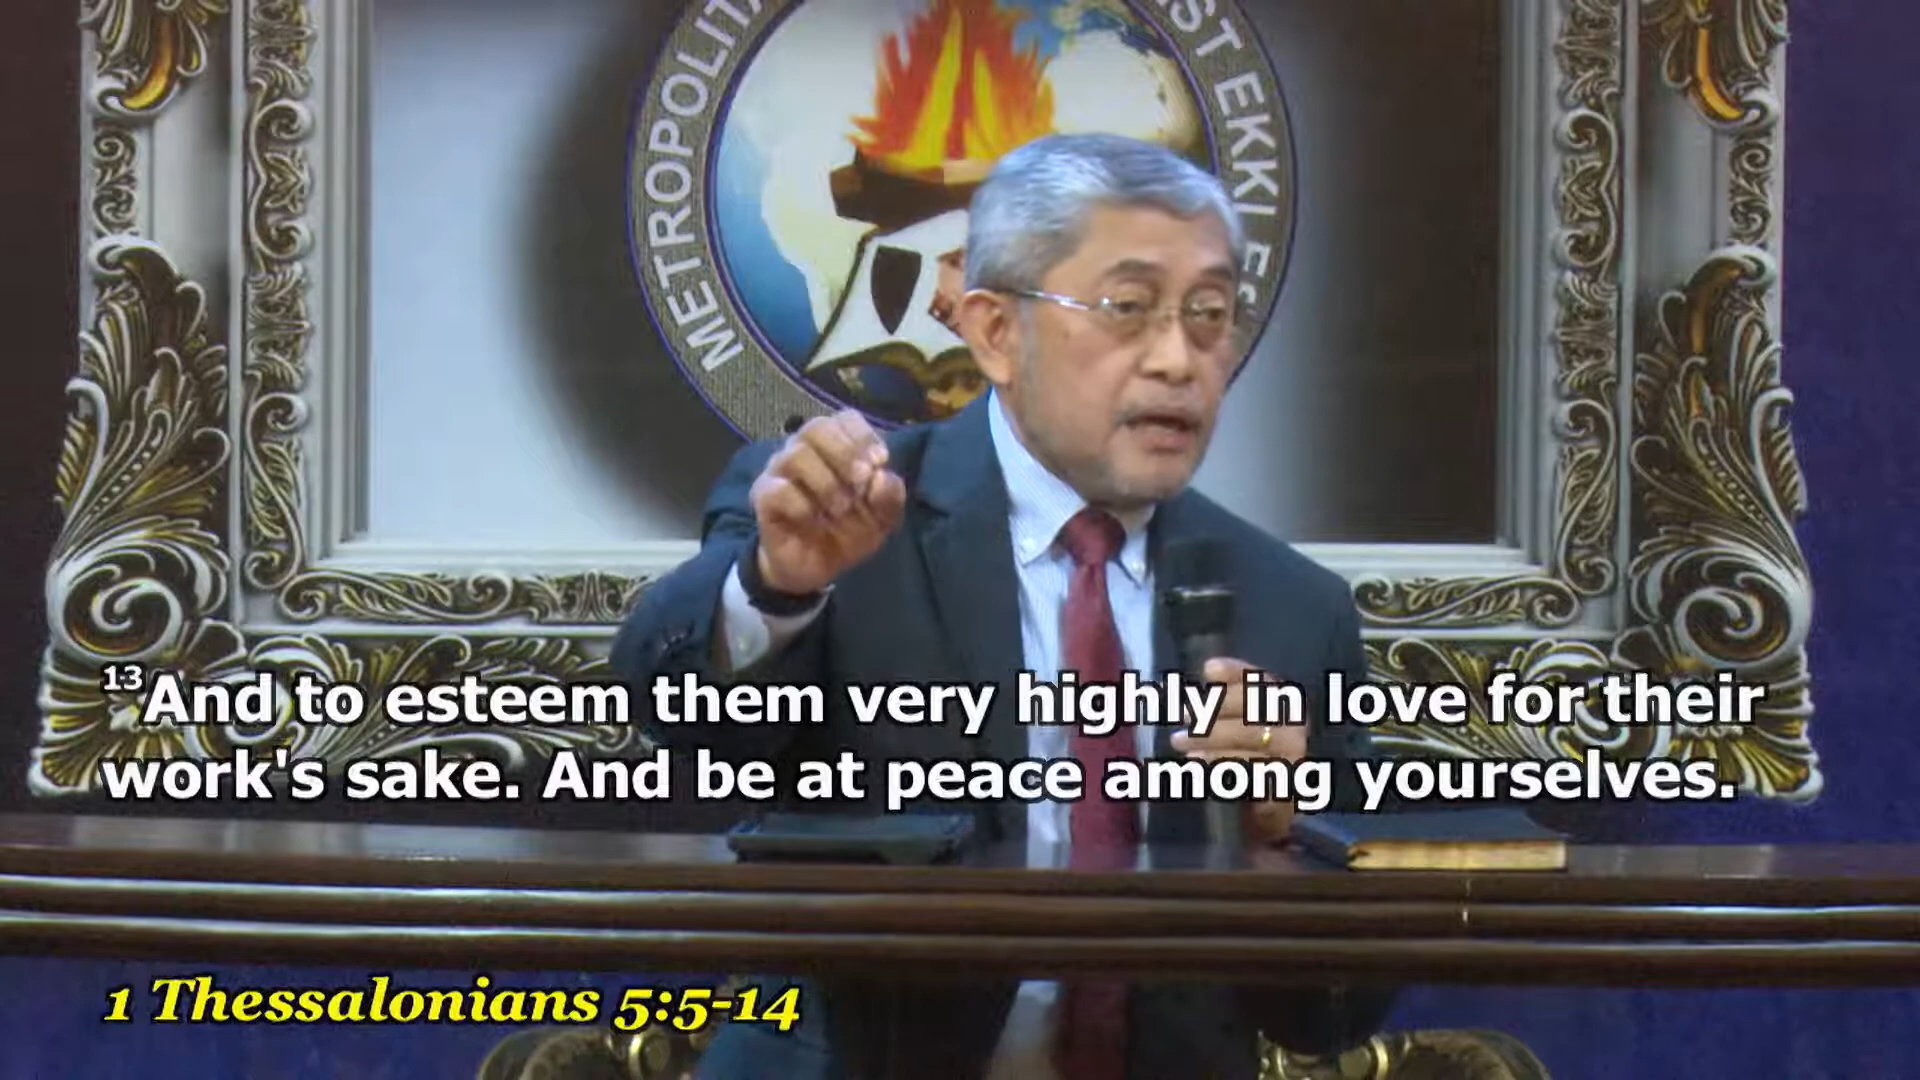 METROPOLITA
IST EKKLES
¹³And to esteem them very highly in love for their
work's sake. And be at peace among yourselves.
1 Thessalonians 5:5-14